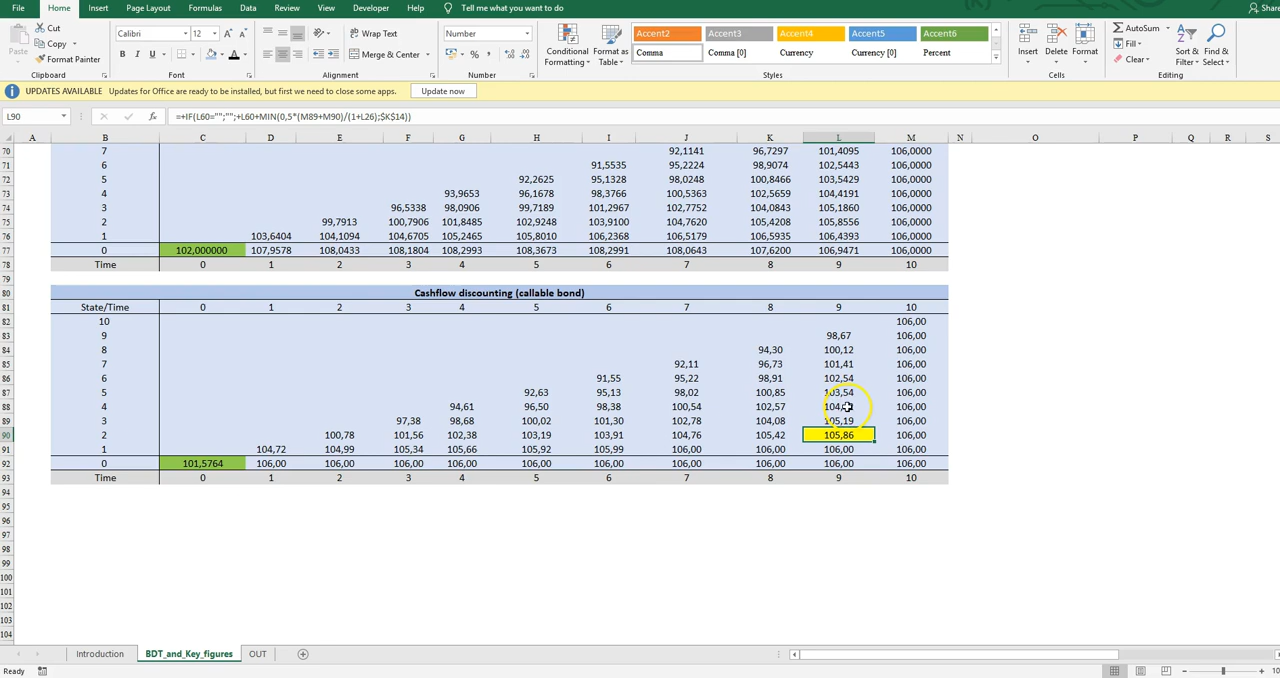 File Home Insert Page Layout Formulas Data Review View Developer Help Tell me what you want to do Share
Paste Cut Copy Format Painter Clipboard
Calibri 12 Font
Wrap Text Merge & Center Alignment
Number Number
Conditional Formatting Format as Table
Accent2 Accent3 Accent4 Accent5 Accent6
Comma Comma [0] Currency Currency [0] Percent
Styles
Insert Delete Format Cells
AutoSum Fill Clear Sort & Filter Find & Select Editing
UPDATES AVAILABLE Updates for Office are ready to be installed, but first we need to close some apps. Update now
L90 fx =+IF(L60="";"";+L60+MIN(0,5*(M89+M90)/(1+L26);$K$14))
A B C D E F G H I J K L M N O P Q R S
70 7 92,1141 96,7297 101,4095 106,0000
71 6 91,5535 95,2224 98,9074 102,5443 106,0000
72 5 92,2625 95,1328 98,0248 100,8466 103,5429 106,0000
73 4 93,9653 96,1678 98,3766 100,5363 102,5659 104,4191 106,0000
74 3 96,5338 98,0906 99,7189 101,2967 102,7752 104,0843 105,1860 106,0000
75 2 99,7913 100,7906 101,8485 102,9248 103,9100 104,7620 105,4208 105,8556 106,0000
76 1 103,6404 104,1094 104,6705 105,2465 105,8010 106,2368 106,5179 106,5935 106,4393 106,0000
77 0 102,000000 107,9578 108,0433 108,1804 108,2993 108,3673 108,2991 108,0643 107,6200 106,9471 106,0000
78 Time 0 1 2 3 4 5 6 7 8 9 10
79
80 Cashflow discounting (callable bond)
81 State/Time 0 1 2 3 4 5 6 7 8 9 10
82 10 106,00
83 9 98,67 106,00
84 8 94,30 100,12 106,00
85 7 92,11 96,73 101,41 106,00
86 6 91,55 95,22 98,91 102,54 106,00
87 5 92,63 95,13 98,02 100,85 103,54 106,00
88 4 94,61 96,50 98,38 100,54 102,57 106,00
89 3 97,38 98,68 100,02 101,30 102,78 104,08 105,19 106,00
90 2 100,78 101,56 102,38 103,19 103,91 104,76 105,42 105,86 106,00
91 1 104,72 104,99 105,34 105,66 105,92 105,99 106,00 106,00 106,00 106,00
92 0 101,5764 106,00 106,00 106,00 106,00 106,00 106,00 106,00 106,00 106,00 106,00
93 Time 0 1 2 3 4 5 6 7 8 9 10
94
95
96
97
98
99
100
101
102
103
104
Introduction BDT_and_Key_figures OUT
Ready 10